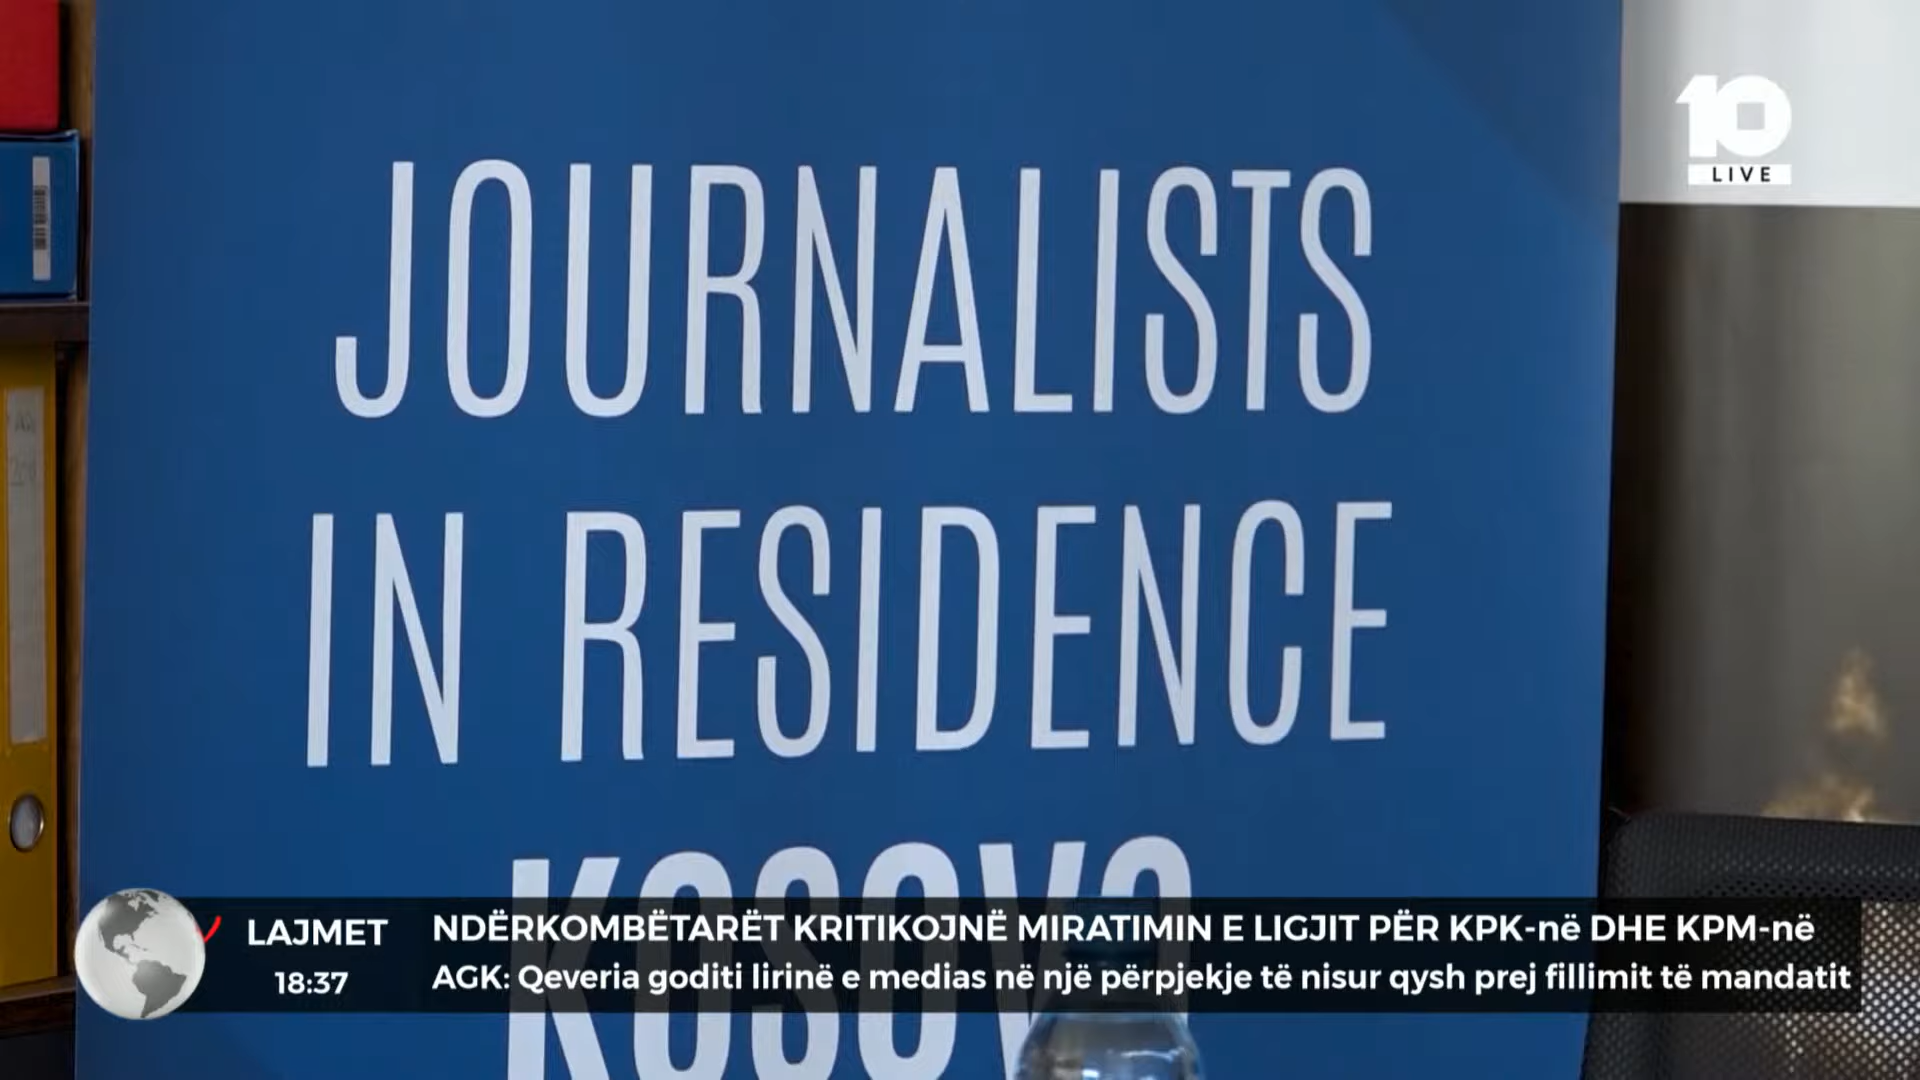 10
LIVE
JOURNALISTS
IN RESIDENCE
KOSOVO
LAJMET
18:37
NDËRKOMBËTARËT KRITIKOJNË MIRATIMIN E LIGJIT PËR KPK-në DHE KPM-në
AGK: Qeveria goditi lirinë e medias në një përpjekje të nisur qysh prej fillimit të mandatit